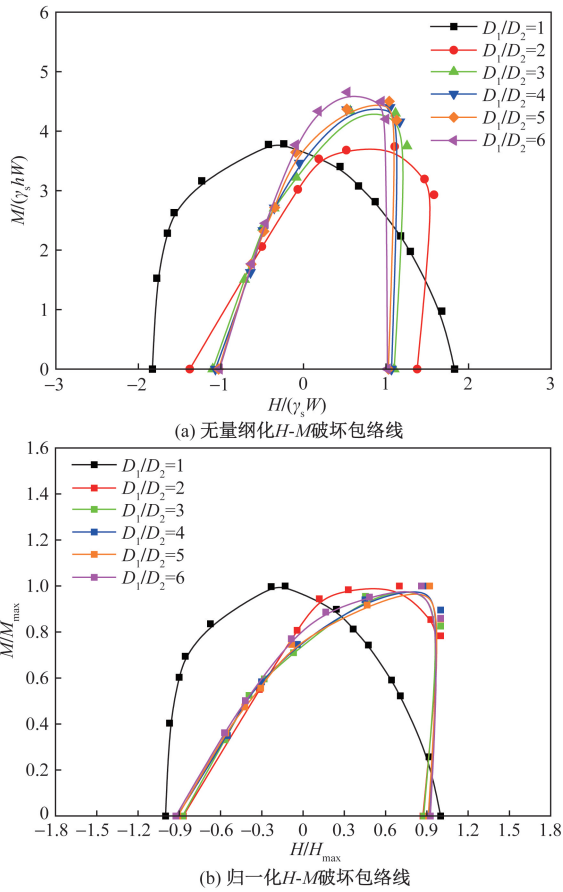 6
5
4
3
2
1
0
M/(γₛhW)
D₁/D₂=1
D₁/D₂=2
D₁/D₂=3
D₁/D₂=4
D₁/D₂=5
D₁/D₂=6
−3 −2 −1 0 1 2 3
H/(γₛW)
(a) 无量纲化H-M破坏包络线
1.6
1.4
1.2
1.0
0.8
0.6
0.4
0.2
0
M/Mmax
D₁/D₂=1
D₁/D₂=2
D₁/D₂=3
D₁/D₂=4
D₁/D₂=5
D₁/D₂=6
−1.8 −1.5 −1.2 −0.9 −0.6 −0.3 0 0.3 0.6 0.9 1.2 1.5 1.8
H/Hmax
(b) 归一化H-M破坏包络线